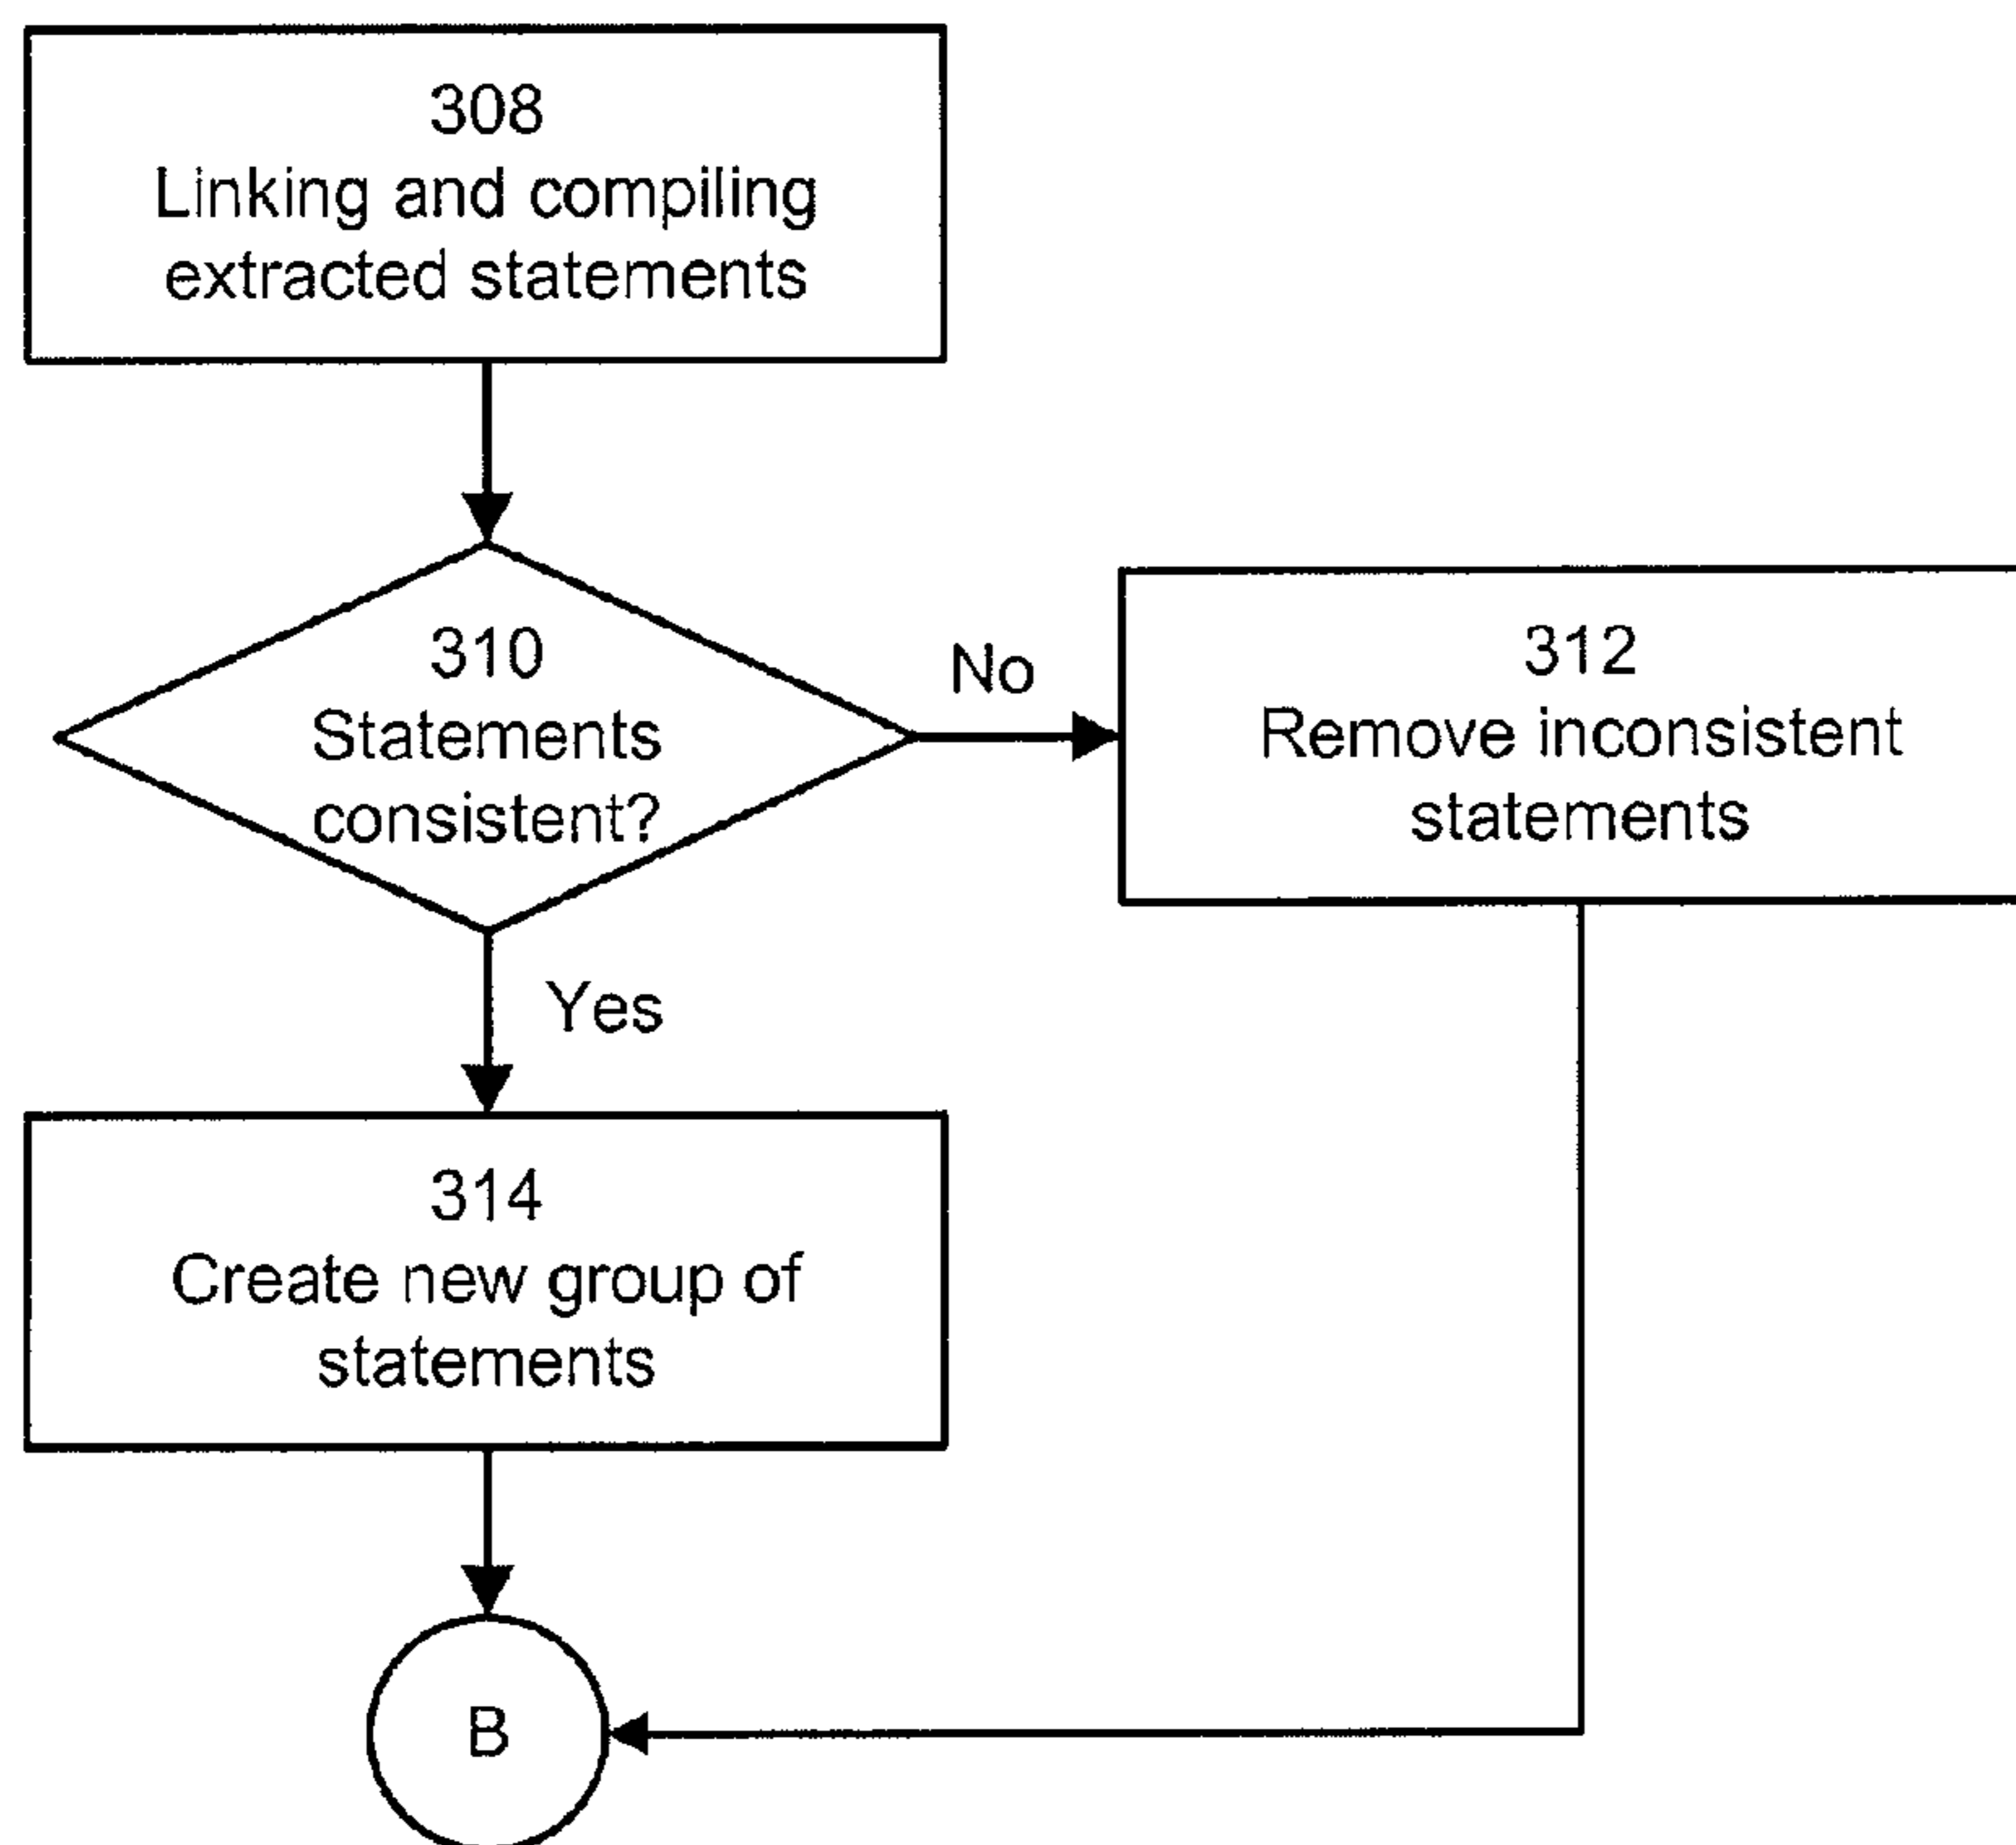 308
Linking and compiling
extracted statements
310
Statements
consistent?
No
312
Remove inconsistent
statements
Yes
314
Create new group of
statements
B